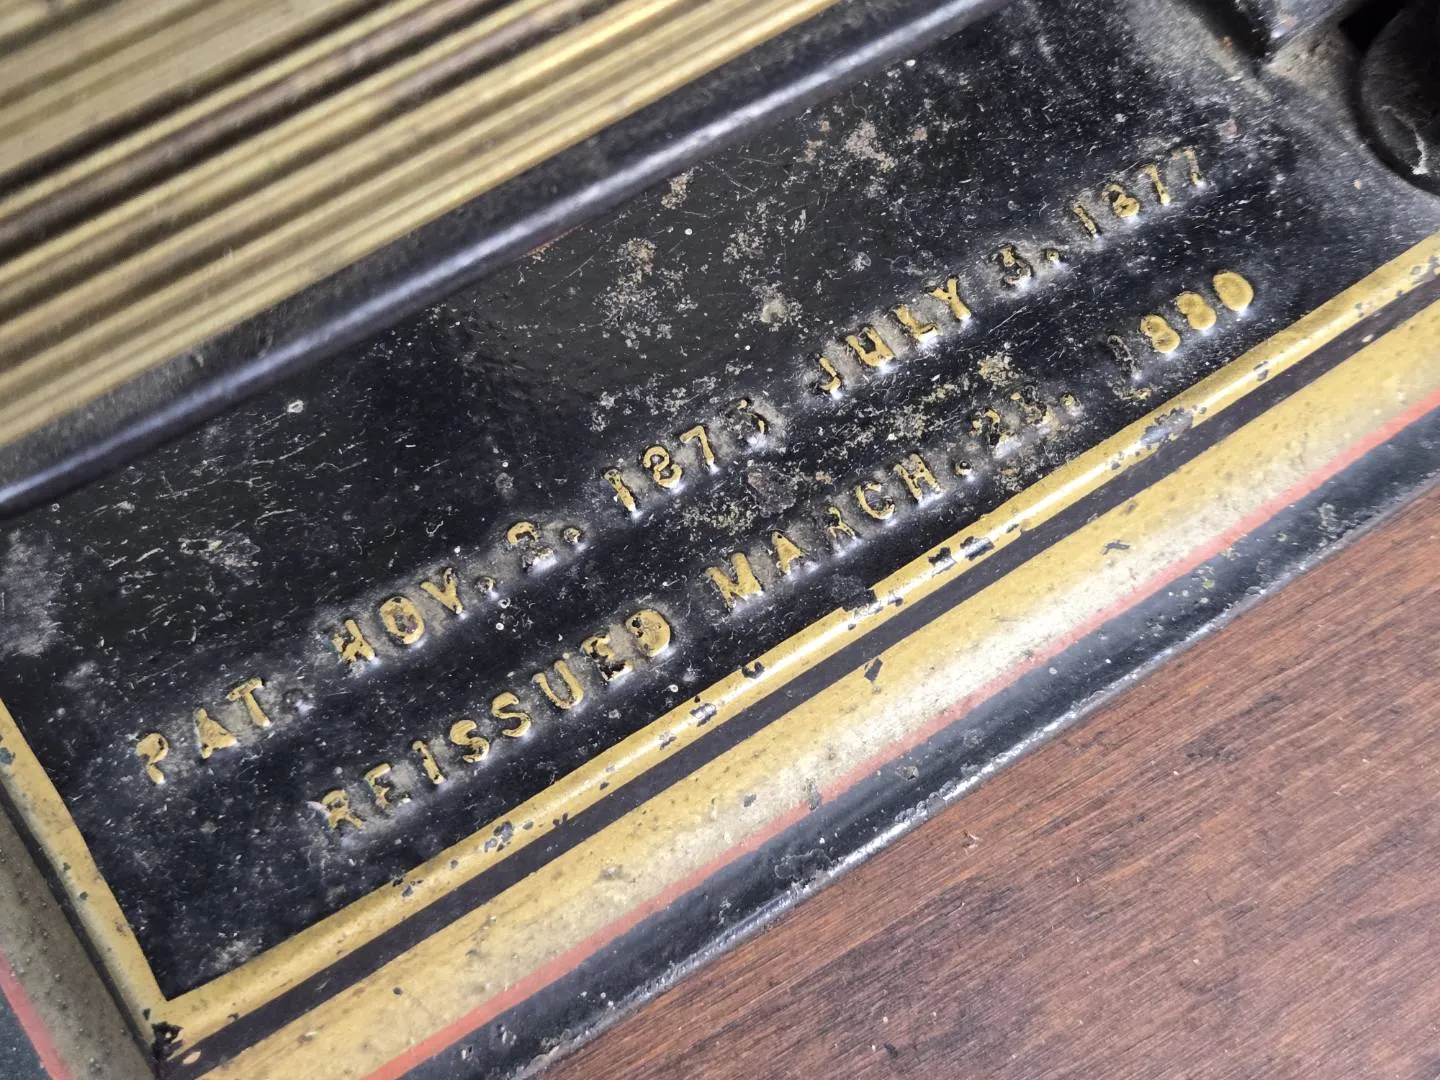 PAT. NOV. 2. 1875 JULY 3. 1877
REISSUED MARCH. 23. 1880